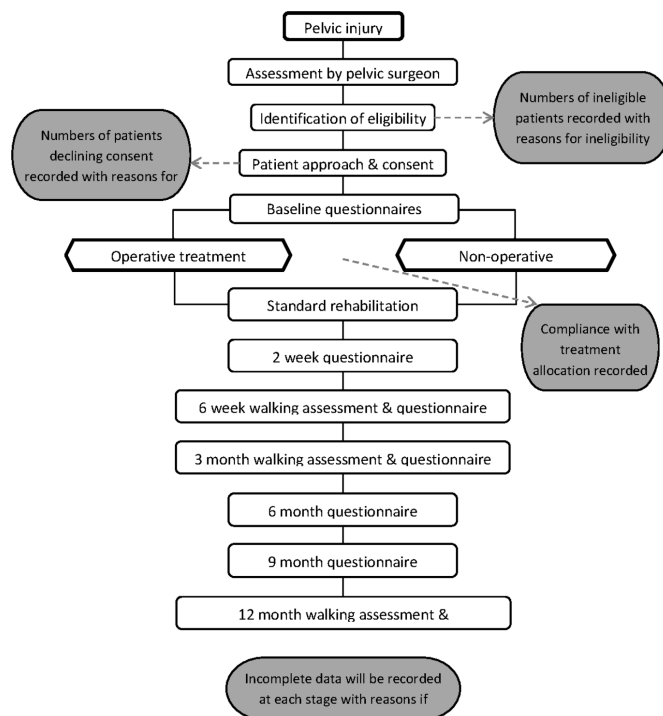 Pelvic injury
Assessment by pelvic surgeon
Identification of eligibility
Numbers of ineligible
patients recorded with
reasons for ineligibility
Numbers of patients
declining consent
recorded with reasons for
Patient approach & consent
Baseline questionnaires
Operative treatment
Non-operative
Standard rehabilitation
Compliance with
treatment
allocation recorded
2 week questionnaire
6 week walking assessment & questionnaire
3 month walking assessment & questionnaire
6 month questionnaire
9 month questionnaire
12 month walking assessment &
Incomplete data will be recorded
at each stage with reasons if